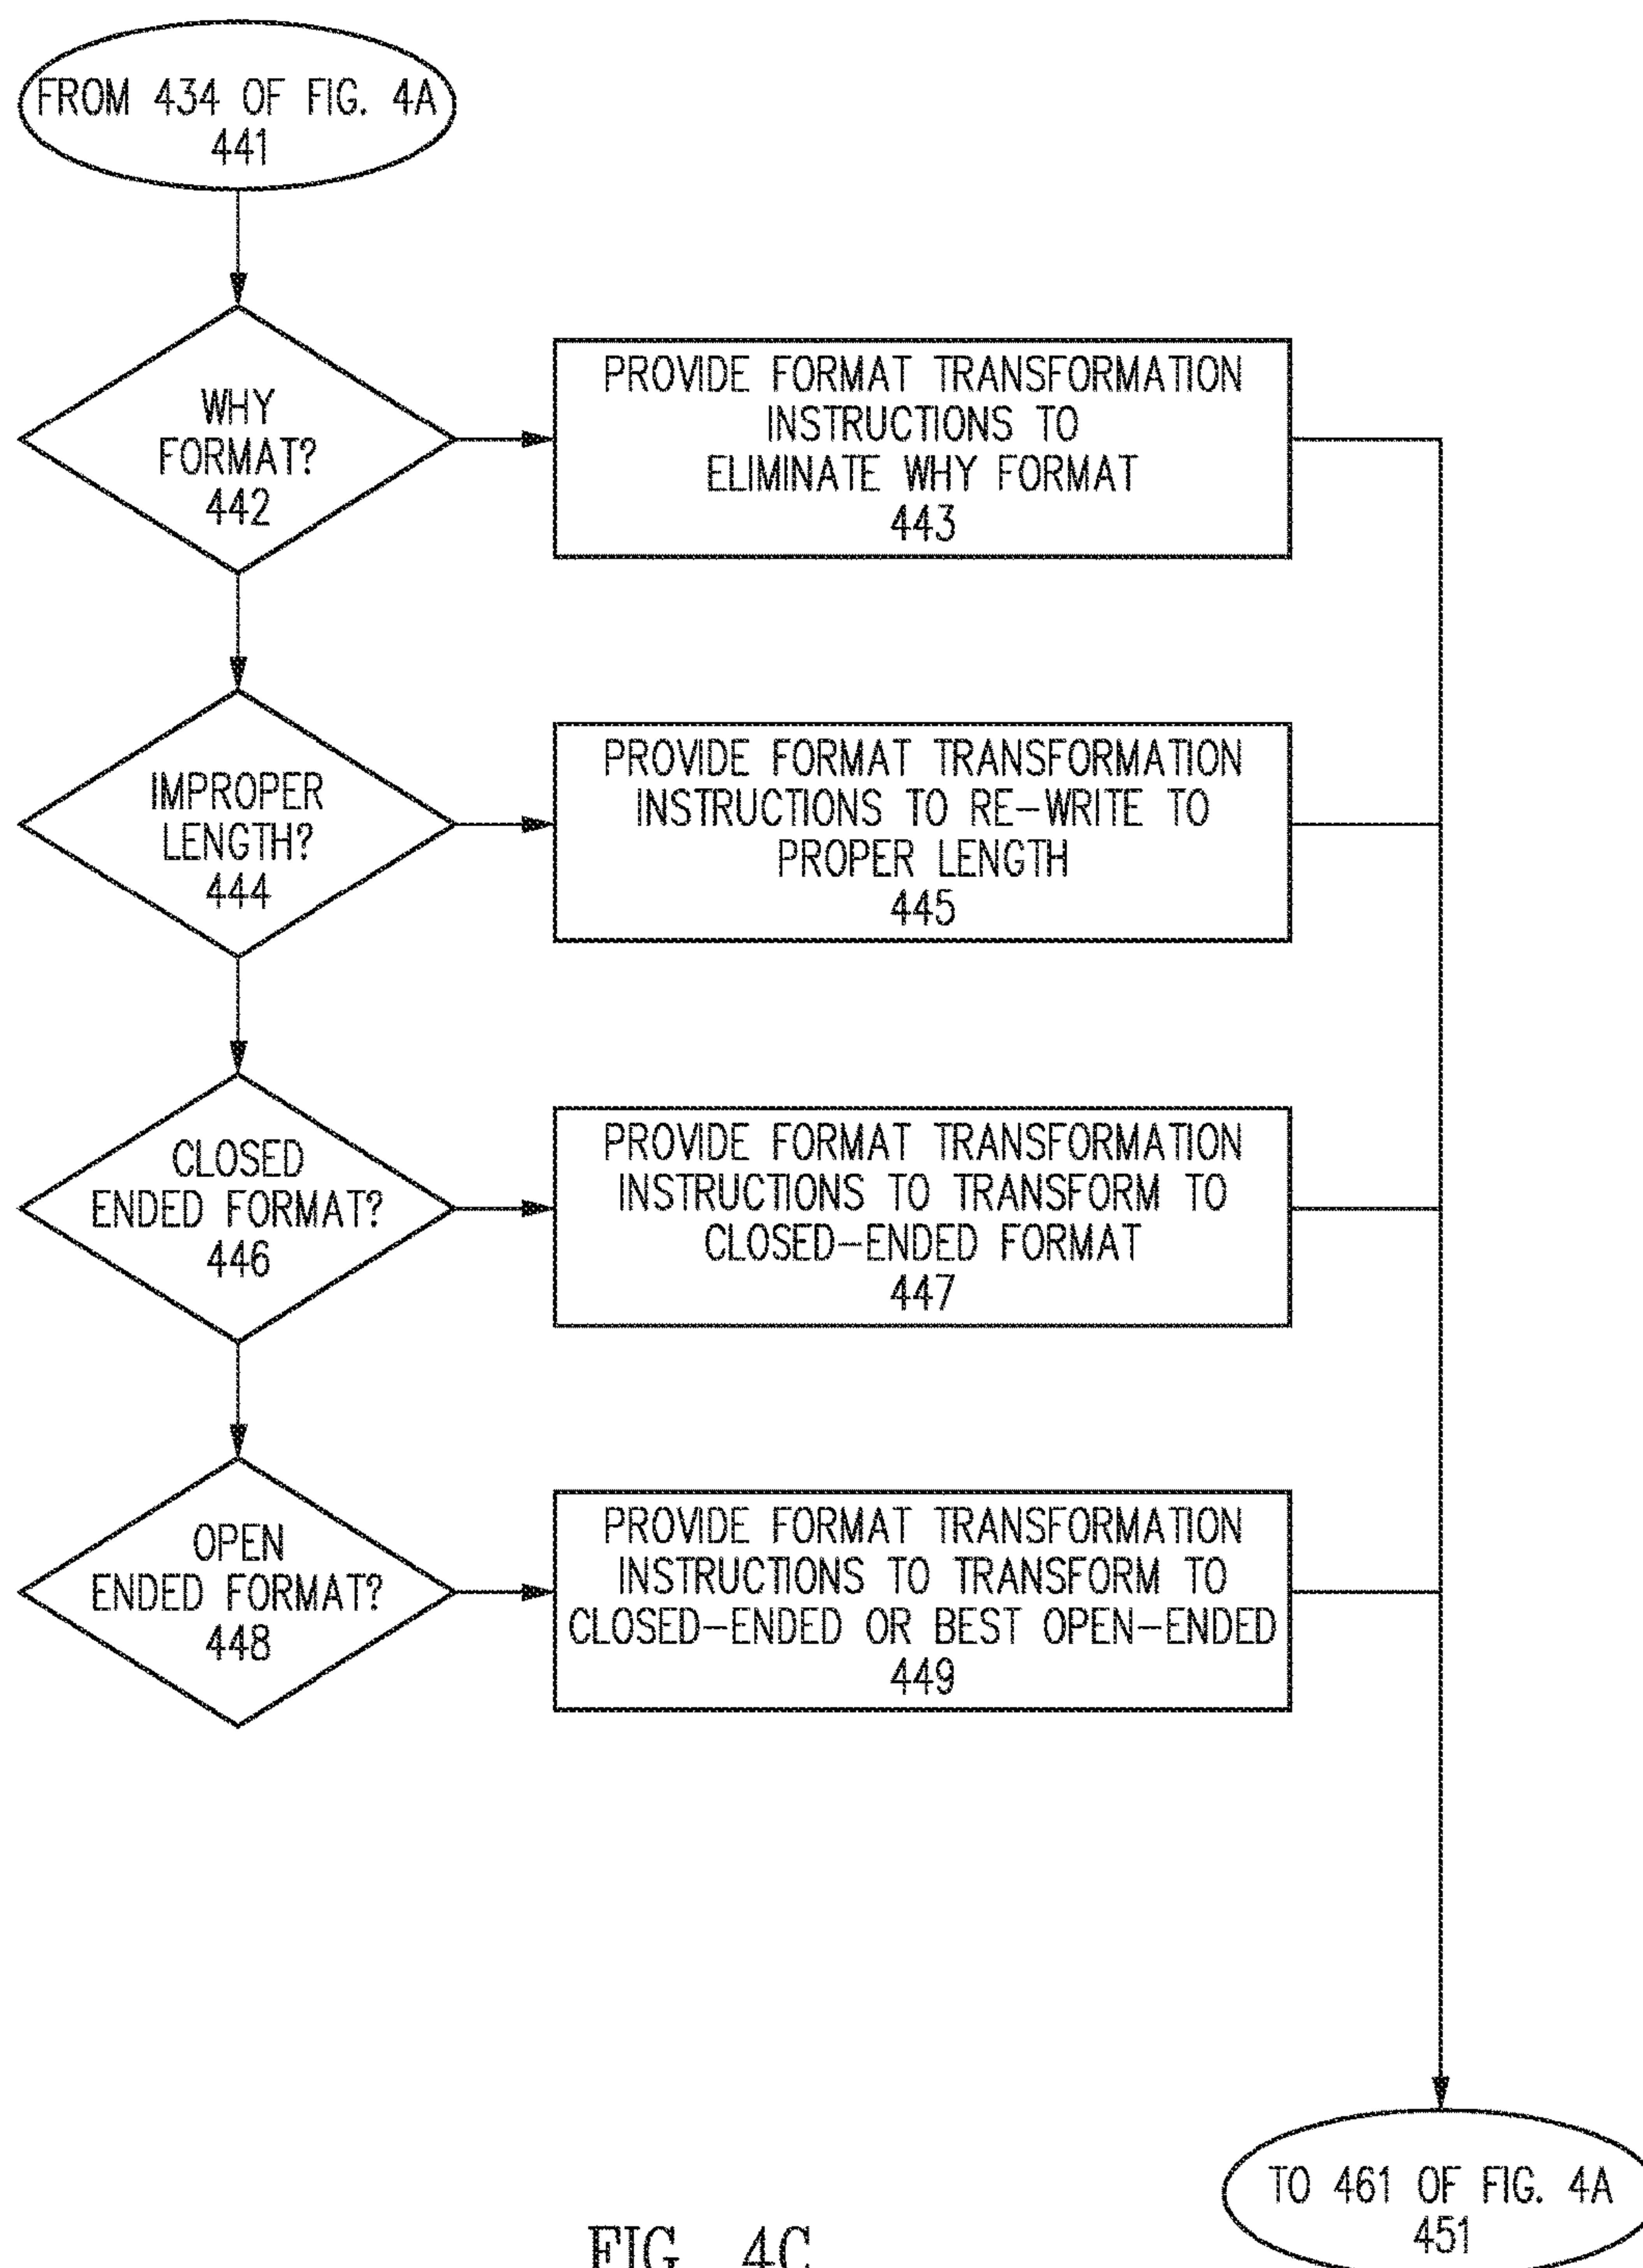 FROM 434 OF FIG. 4A
441
WHY
FORMAT?
442
PROVIDE FORMAT TRANSFORMATION
INSTRUCTIONS TO
ELIMINATE WHY FORMAT
443
IMPROPER
LENGTH?
444
PROVIDE FORMAT TRANSFORMATION
INSTRUCTIONS TO RE-WRITE TO
PROPER LENGTH
445
CLOSED
ENDED FORMAT?
446
PROVIDE FORMAT TRANSFORMATION
INSTRUCTIONS TO TRANSFORM TO
CLOSED-ENDED FORMAT
447
OPEN
ENDED FORMAT?
448
PROVIDE FORMAT TRANSFORMATION
INSTRUCTIONS TO TRANSFORM TO
CLOSED-ENDED OR BEST OPEN-ENDED
449
TO 461 OF FIG. 4A
451
FIG. 4C